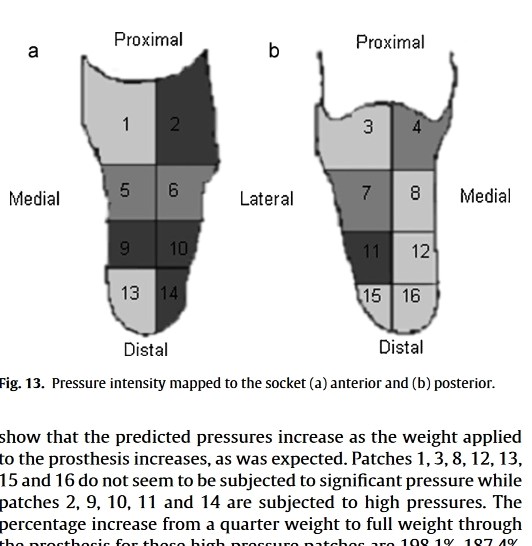 a
Proximal
b
Proximal
1
2
3
4
Medial
5
6
Lateral
7
8
Medial
9
10
11
12
13
14
15
16
Distal
Distal
Fig. 13. Pressure intensity mapped to the socket (a) anterior and (b) posterior.
show that the predicted pressures increase as the weight applied
to the prosthesis increases, as was expected. Patches 1, 3, 8, 12, 13,
15 and 16 do not seem to be subjected to significant pressure while
patches 2, 9, 10, 11 and 14 are subjected to high pressures. The
percentage increase from a quarter weight to full weight through
the prosthesis for these high pressure patches are 198.1%, 187.4%